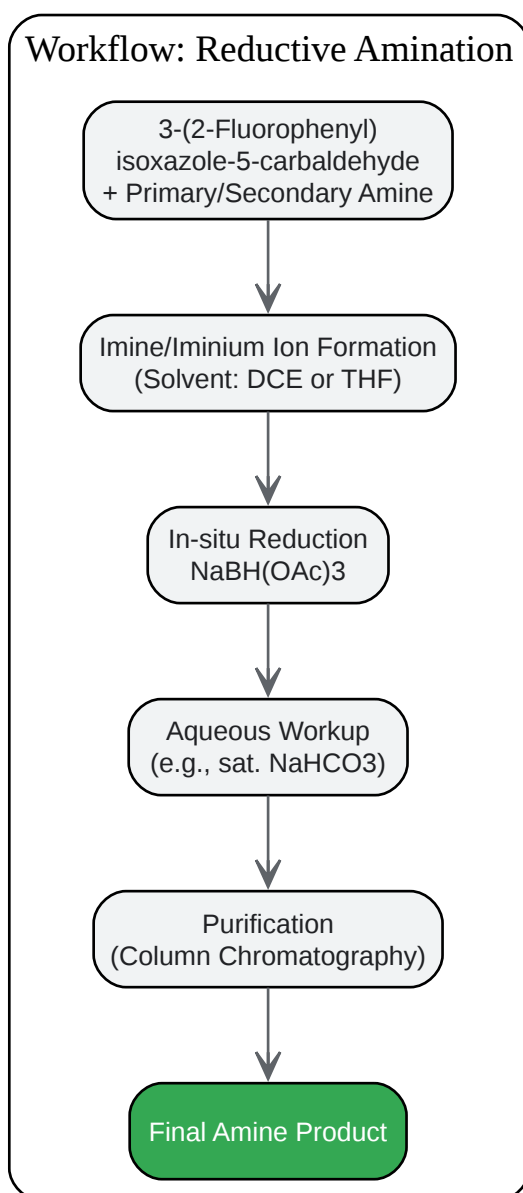 Workflow: Reductive Amination
3-(2-Fluorophenyl)
isoxazole-5-carbaldehyde
+ Primary/Secondary Amine
Imine/Iminium Ion Formation
(Solvent: DCE or THF)
In-situ Reduction
NaBH(OAc)3
Aqueous Workup
(e.g., sat. NaHCO3)
Purification
(Column Chromatography)
Final Amine Product